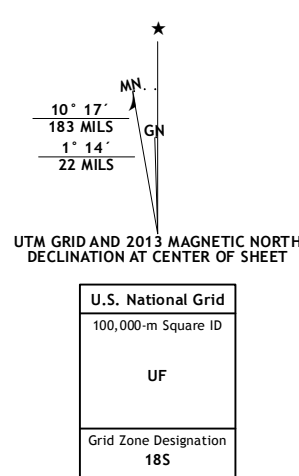 ★
MN
10° 17´
183 MILS
GN
1° 14´
22 MILS
UTM GRID AND 2013 MAGNETIC NORTH
DECLINATION AT CENTER OF SHEET
U.S. National Grid
100,000-m Square ID
UF
Grid Zone Designation
18S